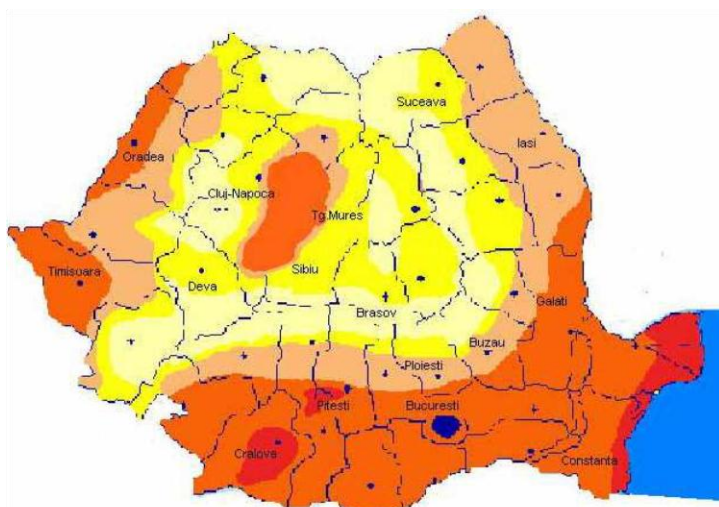 Suceava
Iasi
Oradea
Cluj-Napoca
Tg.Mures
Timisoara
Sibiu
Deva
Galati
Brasov
Buzau
Ploiesti
Pitesti
Bucuresti
Craiova
Constanta